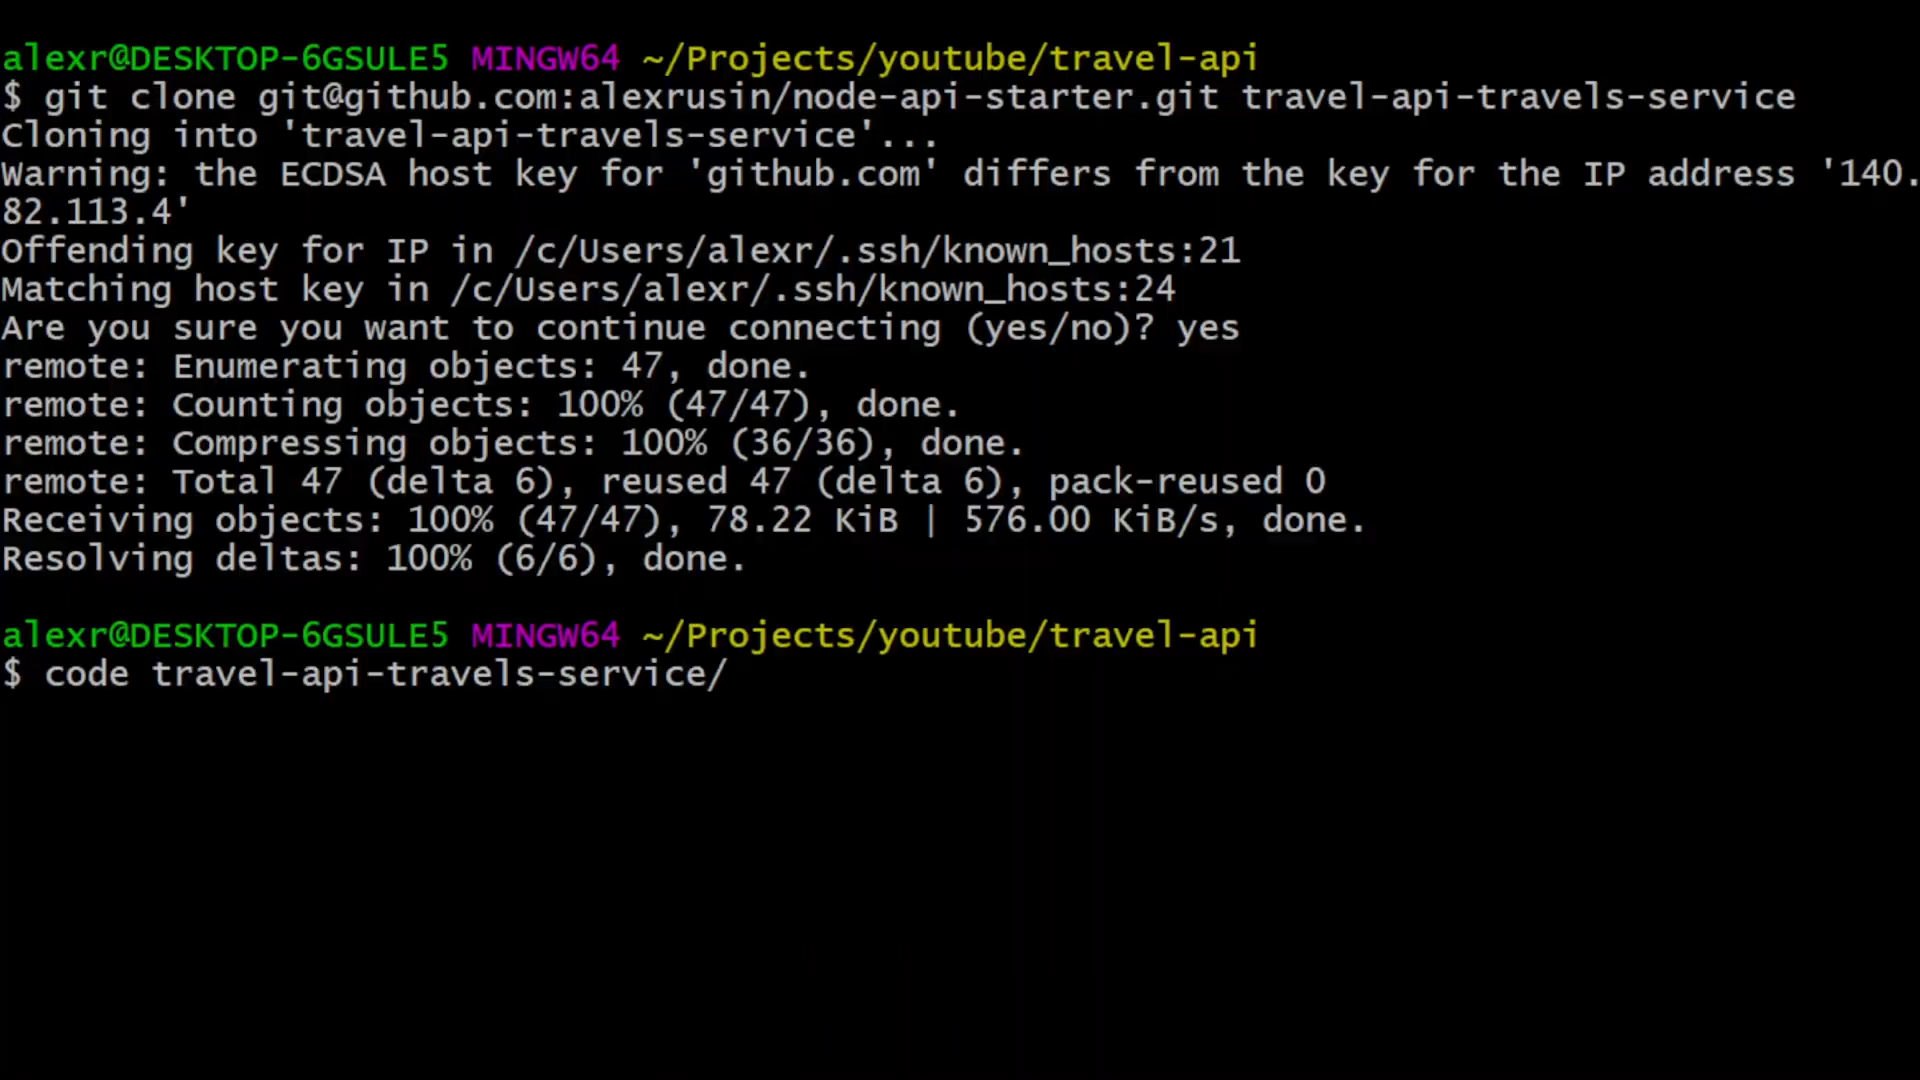 alexr@DESKTOP-6GSULE5 MINGW64 ~/Projects/youtube/travel-api
$ git clone git@github.com:alexrusin/node-api-starter.git travel-api-travels-service
Cloning into 'travel-api-travels-service'...
Warning: the ECDSA host key for 'github.com' differs from the key for the IP address '140.
82.113.4'
Offending key for IP in /c/Users/alexr/.ssh/known_hosts:21
Matching host key in /c/Users/alexr/.ssh/known_hosts:24
Are you sure you want to continue connecting (yes/no)? yes
remote: Enumerating objects: 47, done.
remote: Counting objects: 100% (47/47), done.
remote: Compressing objects: 100% (36/36), done.
remote: Total 47 (delta 6), reused 47 (delta 6), pack-reused 0
Receiving objects: 100% (47/47), 78.22 KiB | 576.00 KiB/s, done.
Resolving deltas: 100% (6/6), done.
alexr@DESKTOP-6GSULE5 MINGW64 ~/Projects/youtube/travel-api
$ code travel-api-travels-service/